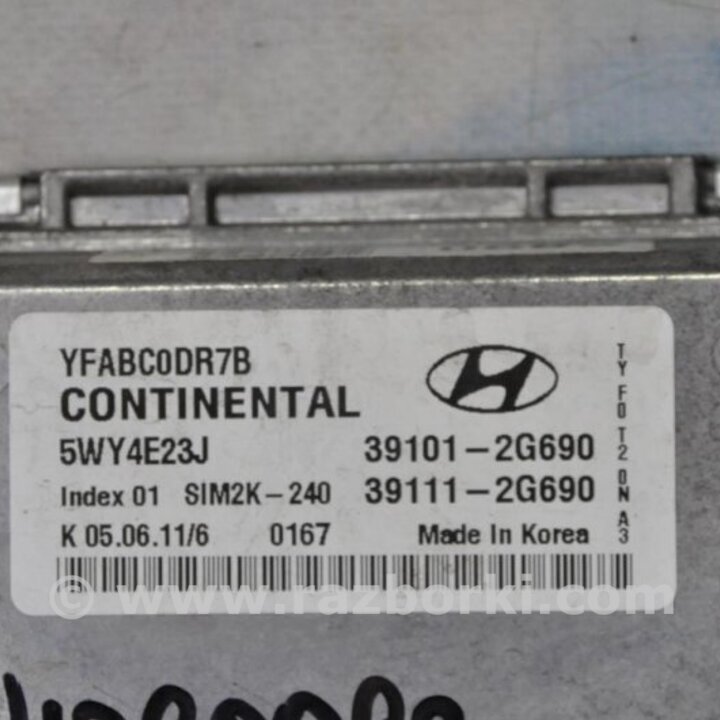 YFABC0DR7B
CONTINENTAL
5WY4E23J 39101-2G690
Index 01 SIM2K-240 39111-2G690
K 05.06.11/6 0167 Made In Korea
TY F0 T2 0N A3
© www.razborki.com